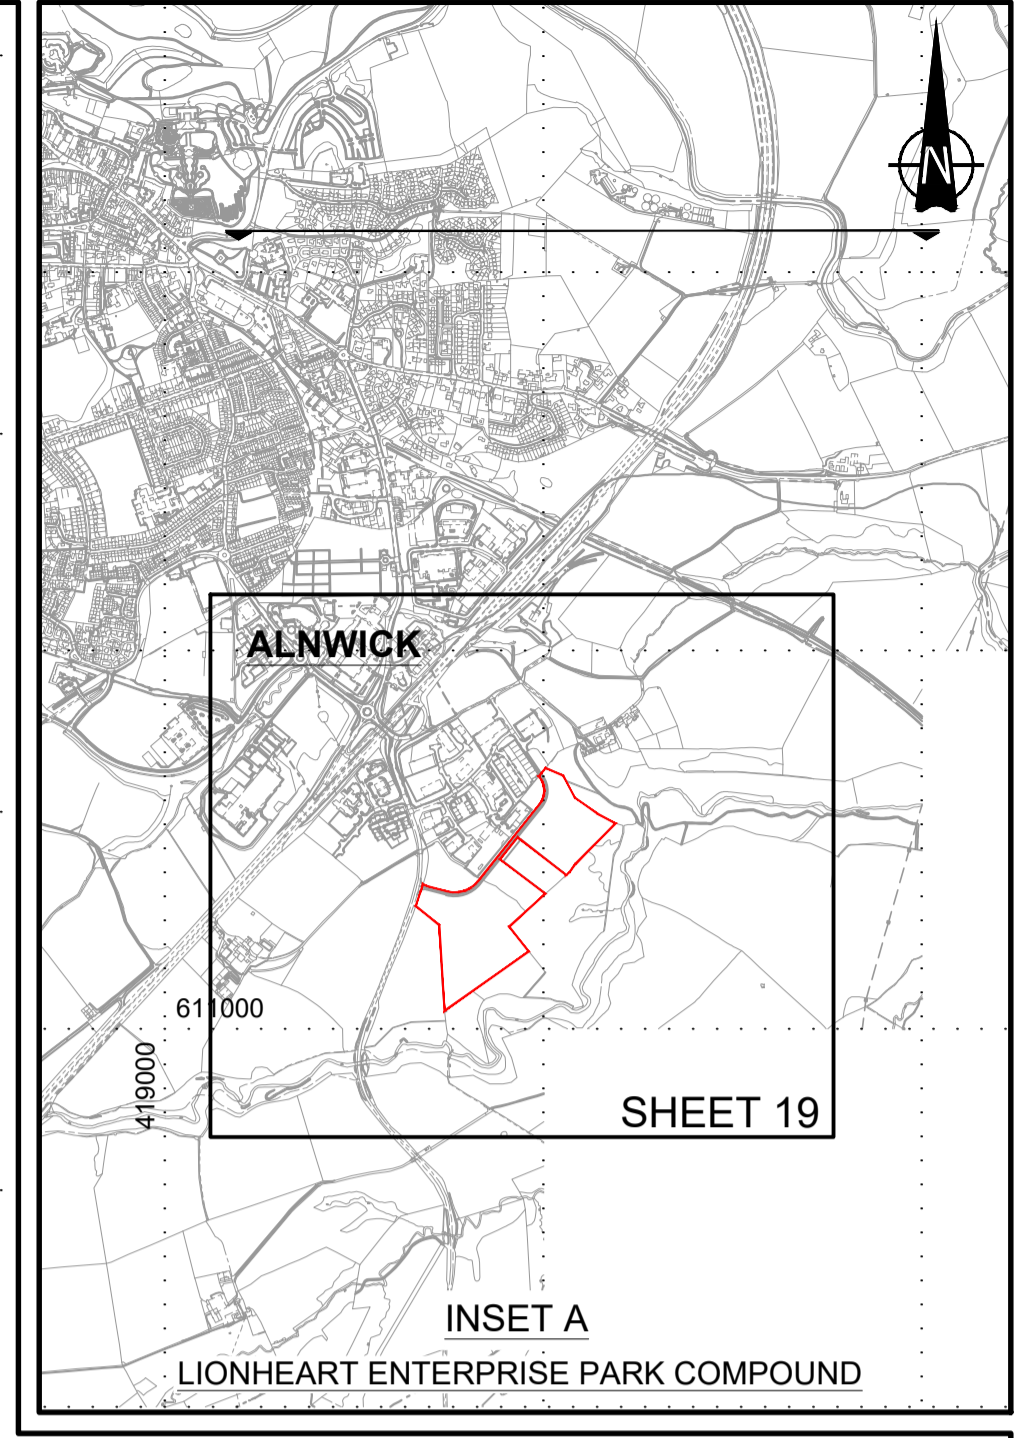 N
ALNWICK
611000
419000
SHEET 19
INSET A
LIONHEART ENTERPRISE PARK COMPOUND